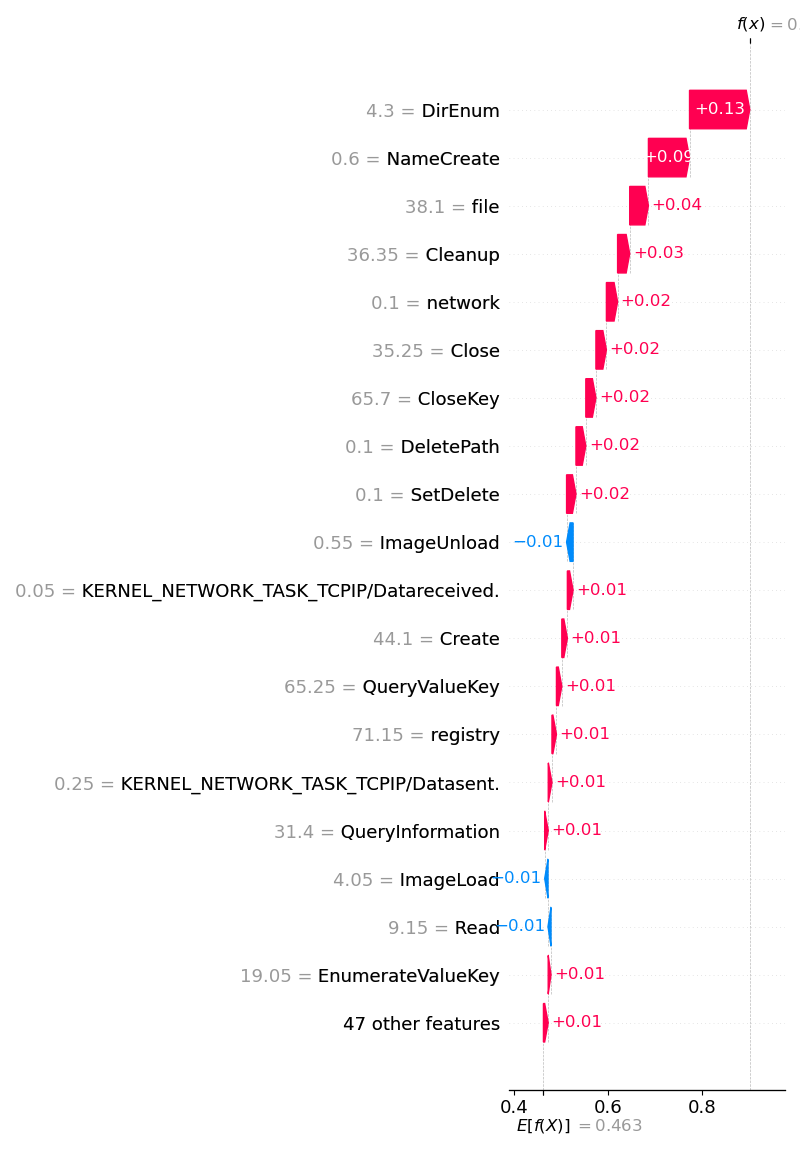 f(x) = 0
4.3 = DirEnum +0.13
0.6 = NameCreate +0.09
38.1 = file +0.04
36.35 = Cleanup +0.03
0.1 = network +0.02
35.25 = Close +0.02
65.7 = CloseKey +0.02
0.1 = DeletePath +0.02
0.1 = SetDelete +0.02
0.55 = ImageUnload −0.01
0.05 = KERNEL_NETWORK_TASK_TCPIP/Datareceived. +0.01
44.1 = Create +0.01
65.25 = QueryValueKey +0.01
71.15 = registry +0.01
0.25 = KERNEL_NETWORK_TASK_TCPIP/Datasent. +0.01
31.4 = QueryInformation +0.01
4.05 = ImageLoad −0.01
9.15 = Read −0.01
19.05 = EnumerateValueKey +0.01
47 other features +0.01
0.4 0.6 0.8
E[f(X)] = 0.463